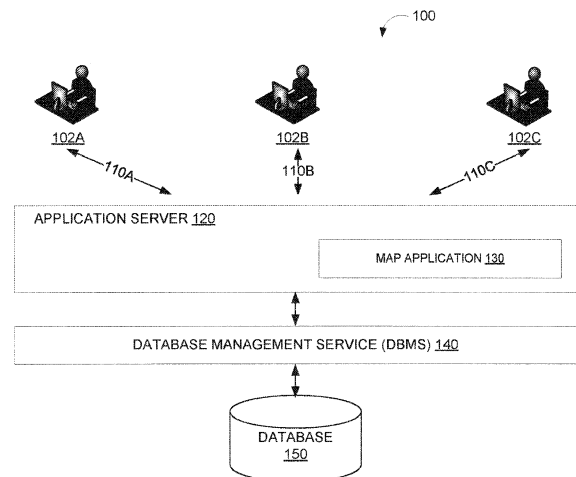 100
102A
102B
102C
110A
110B
110C
APPLICATION SERVER 120
MAP APPLICATION 130
DATABASE MANAGEMENT SERVICE (DBMS) 140
DATABASE
150